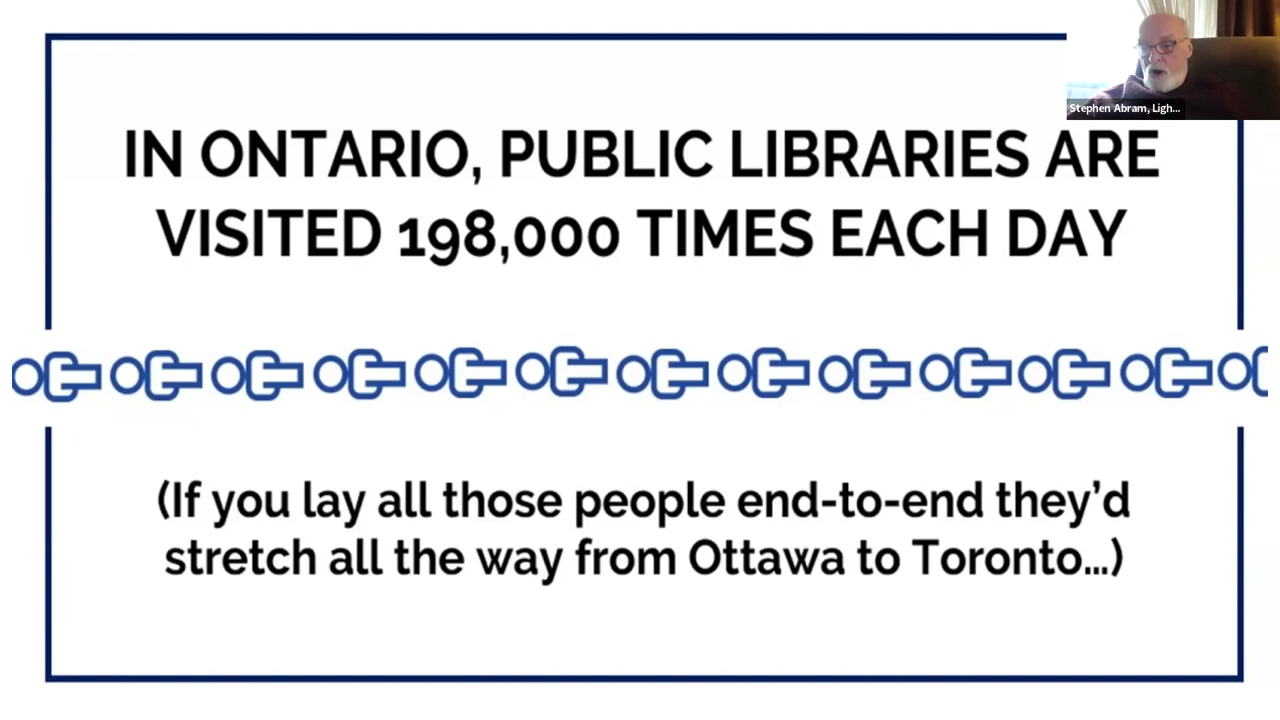 Stephen Abram, Ligh...
IN ONTARIO, PUBLIC LIBRARIES ARE
VISITED 198,000 TIMES EACH DAY
(If you lay all those people end-to-end they’d
stretch all the way from Ottawa to Toronto...)